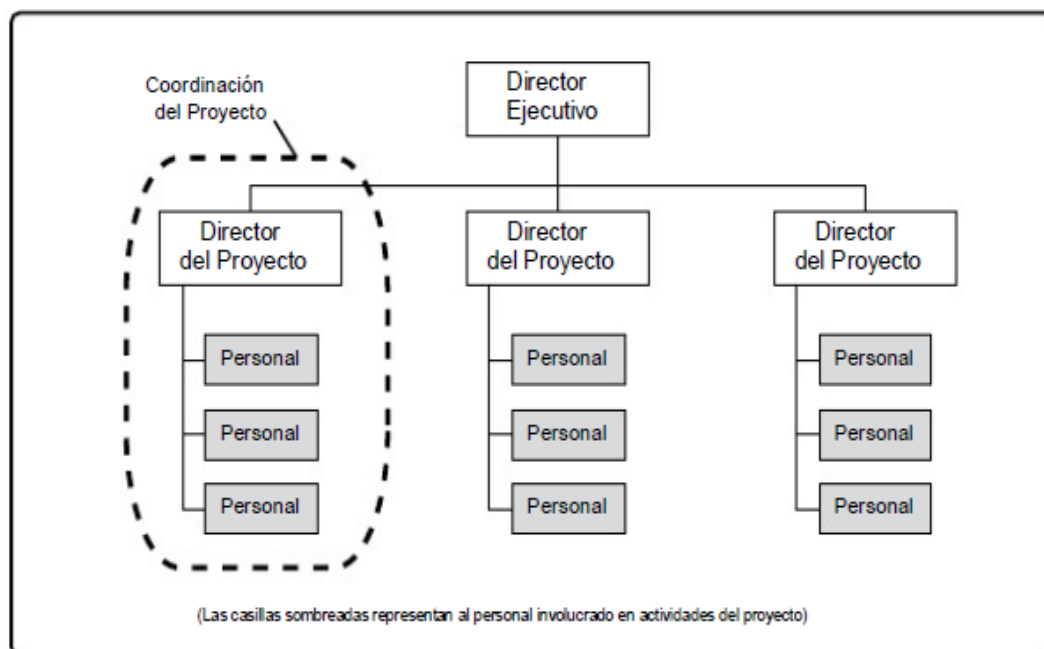 Coordinación
del Proyecto
Director
Ejecutivo
Director
del Proyecto
Director
del Proyecto
Director
del Proyecto
Personal
Personal
Personal
Personal
Personal
Personal
Personal
Personal
Personal
(Las casillas sombreadas representan al personal involucrado en actividades del proyecto)